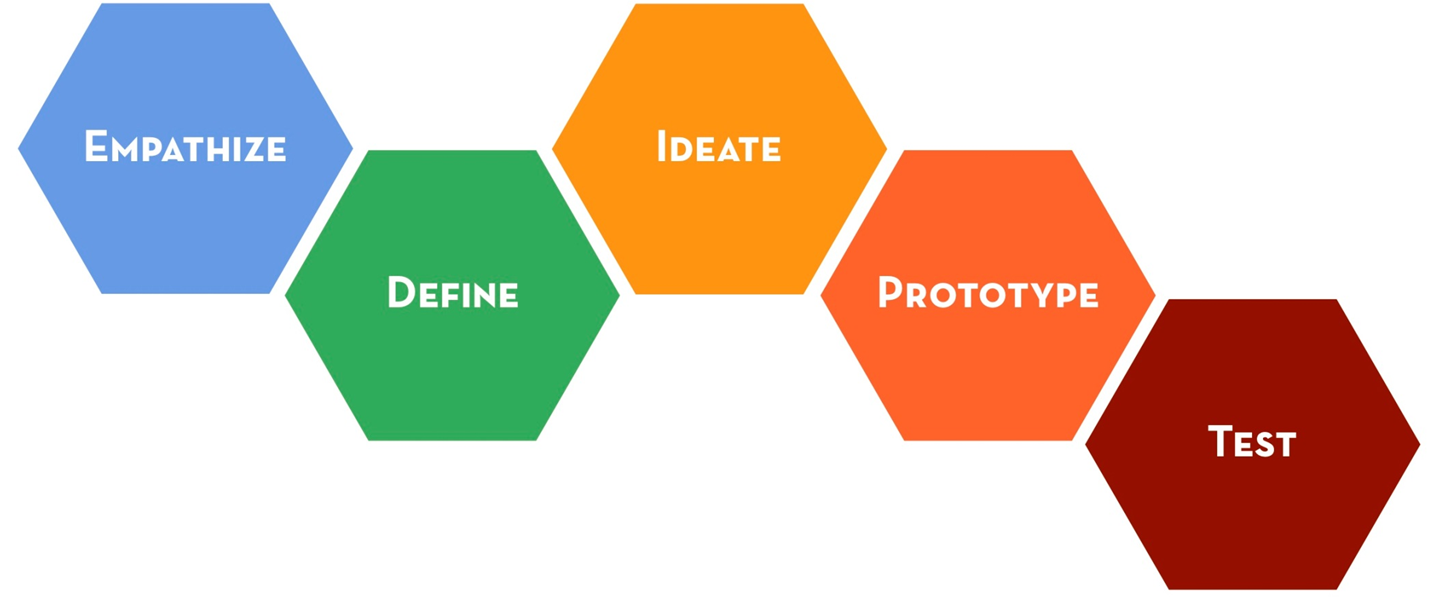 Empathize
Define
Ideate
Prototype
Test